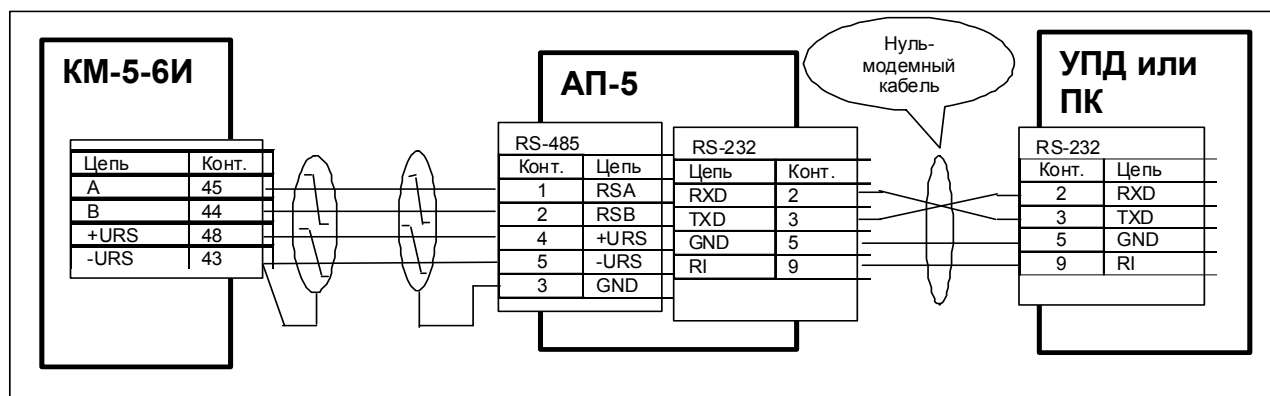 КМ-5-6И
Цепь Конт.
A 45
B 44
+URS 48
-URS 43
АП-5
RS-485
Конт. Цепь
1 RSA
2 RSB
4 +URS
5 -URS
3 GND
RS-232
Цепь Конт.
RXD 2
TXD 3
GND 5
RI 9
Нуль-
модемный
кабель
УПД или
ПК
RS-232
Конт. Цепь
2 RXD
3 TXD
5 GND
9 RI